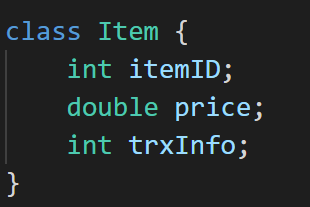 class Item {
    int itemID;
    double price;
    int trxInfo;
}